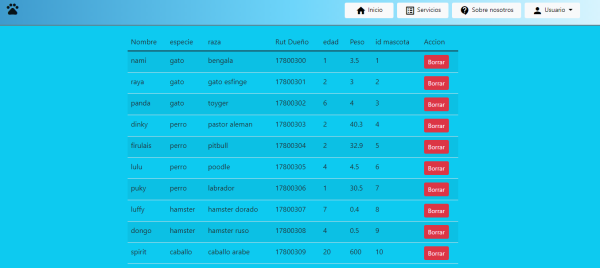 Inicio Servicios Sobre nosotros Usuario
Nombre especie raza Rut Dueño edad Peso id mascota Accion
nami gato bengala 17800300 1 3.5 1 Borrar
raya gato gato esfinge 17800301 2 3 2 Borrar
panda gato toyger 17800302 6 4 3 Borrar
dinky perro pastor aleman 17800303 2 40.3 4 Borrar
firulais perro pitbull 17800304 2 32.9 5 Borrar
lulu perro poodle 17800305 4 4.5 6 Borrar
puky perro labrador 17800306 1 30.5 7 Borrar
luffy hamster hamster dorado 17800307 7 0.4 8 Borrar
dongo hamster hamster ruso 17800308 4 0.5 9 Borrar
spirit caballo caballo arabe 17800309 20 600 10 Borrar